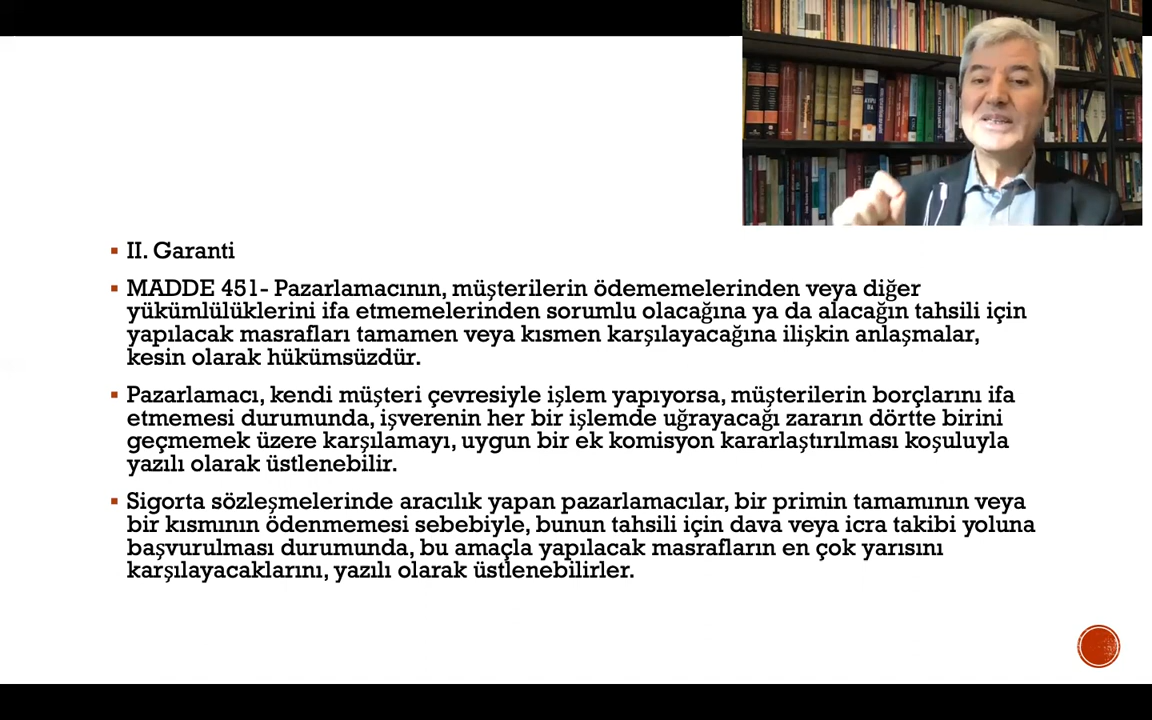 II. Garanti
MADDE 451- Pazarlamacının, müşterilerin ödememelerinden veya diğer
yükümlülüklerini ifa etmemelerinden sorumlu olacağına ya da alacağın tahsili için
yapılacak masrafları tamamen veya kısmen karşılayacağına ilişkin anlaşmalar,
kesin olarak hükümsüzdür.
Pazarlamacı, kendi müşteri çevresiyle işlem yapıyorsa, müşterilerin borçlarını ifa
etmemesi durumunda, işverenin her bir işlemde uğrayacağı zararın dörtte birini
geçmemek üzere karşılamayı, uygun bir ek komisyon kararlaştırılması koşuluyla
yazılı olarak üstlenebilir.
Sigorta sözleşmelerinde aracılık yapan pazarlamacılar, bir primin tamamının veya
bir kısmının ödenmemesi sebebiyle, bunun tahsili için dava veya icra takibi yoluna
başvurulması durumunda, bu amaçla yapılacak masrafların en çok yarısını
karşılayacaklarını, yazılı olarak üstlenebilirler.